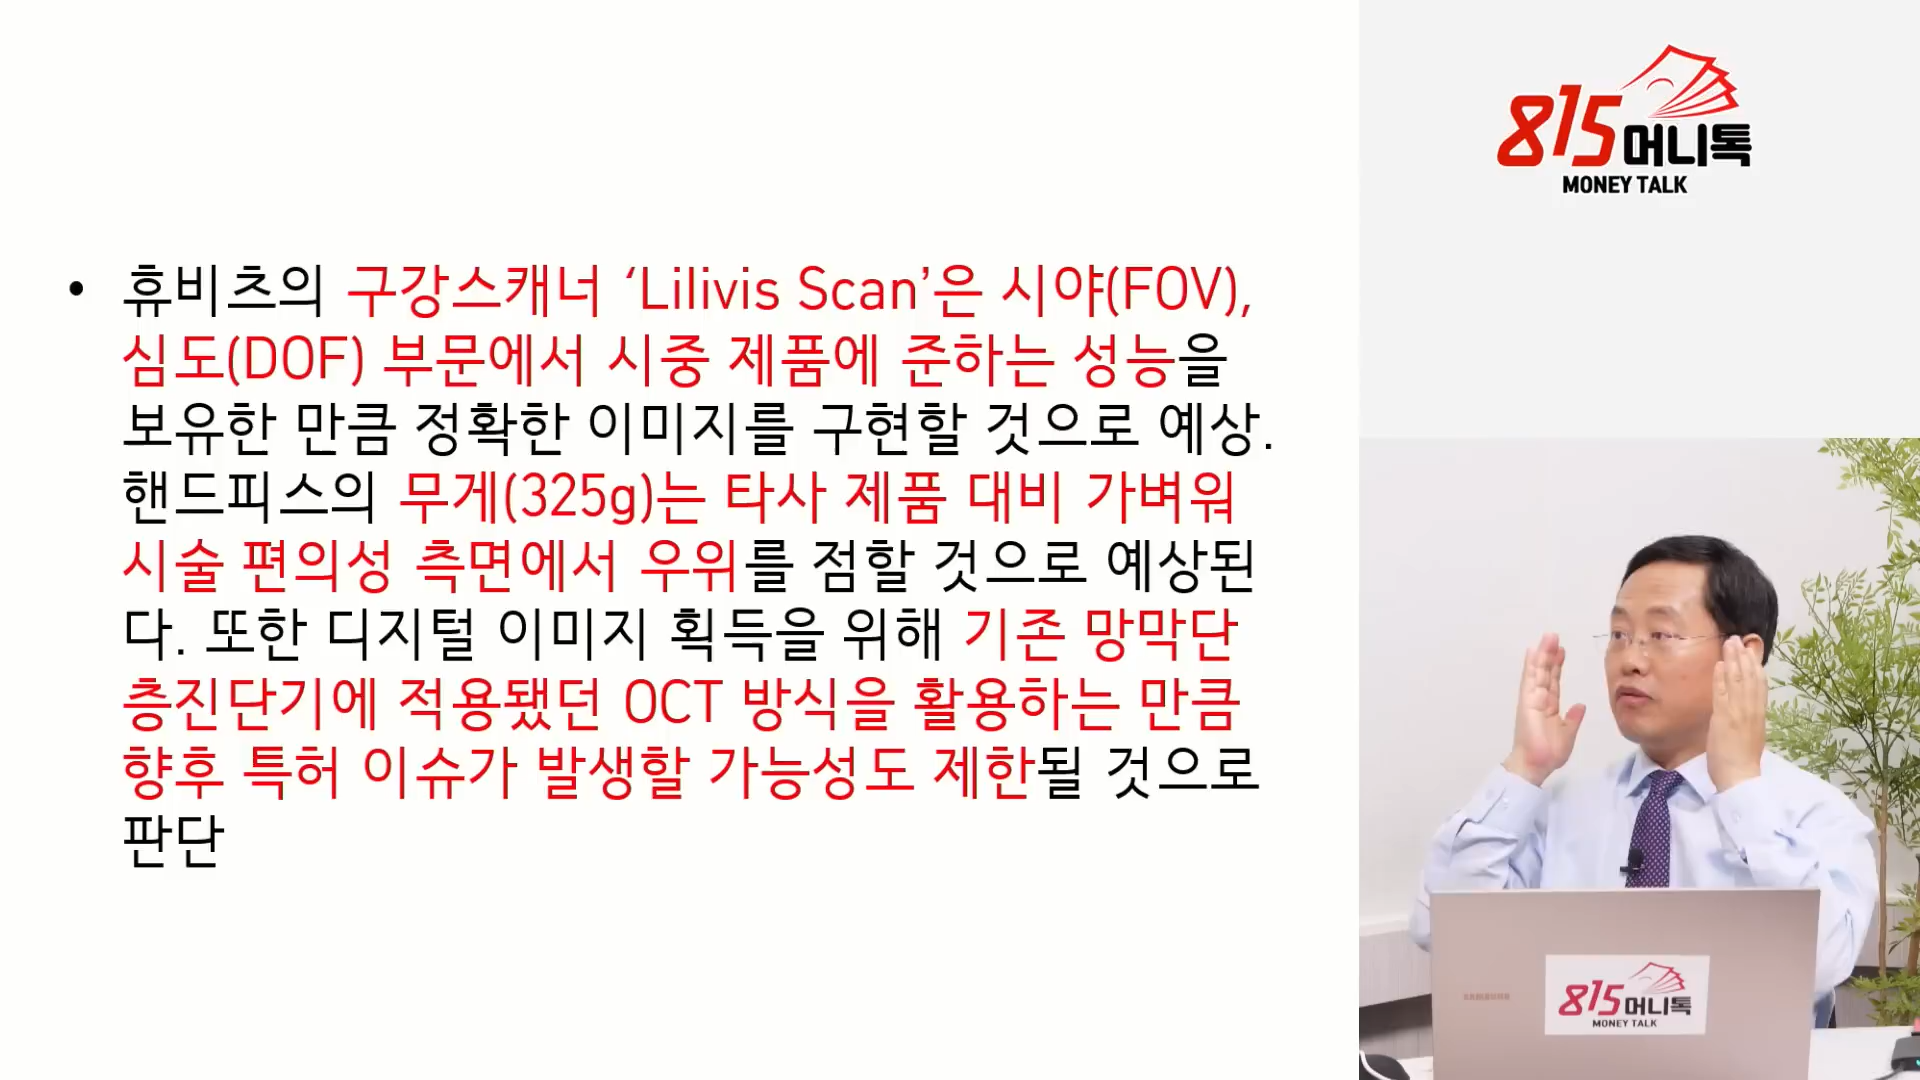 • 휴비츠의 구강스캐너 ‘Lilivis Scan’은 시야(FOV),
심도(DOF) 부문에서 시중 제품에 준하는 성능을
보유한 만큼 정확한 이미지를 구현할 것으로 예상.
핸드피스의 무게(325g)는 타사 제품 대비 가벼워
시술 편의성 측면에서 우위를 점할 것으로 예상된
다. 또한 디지털 이미지 획득을 위해 기존 망막단
층진단기에 적용됐던 OCT 방식을 활용하는 만큼
향후 특허 이슈가 발생할 가능성도 제한될 것으로
판단
815머니톡
MONEY TALK
SAMSUNG
815머니톡
MONEY TALK